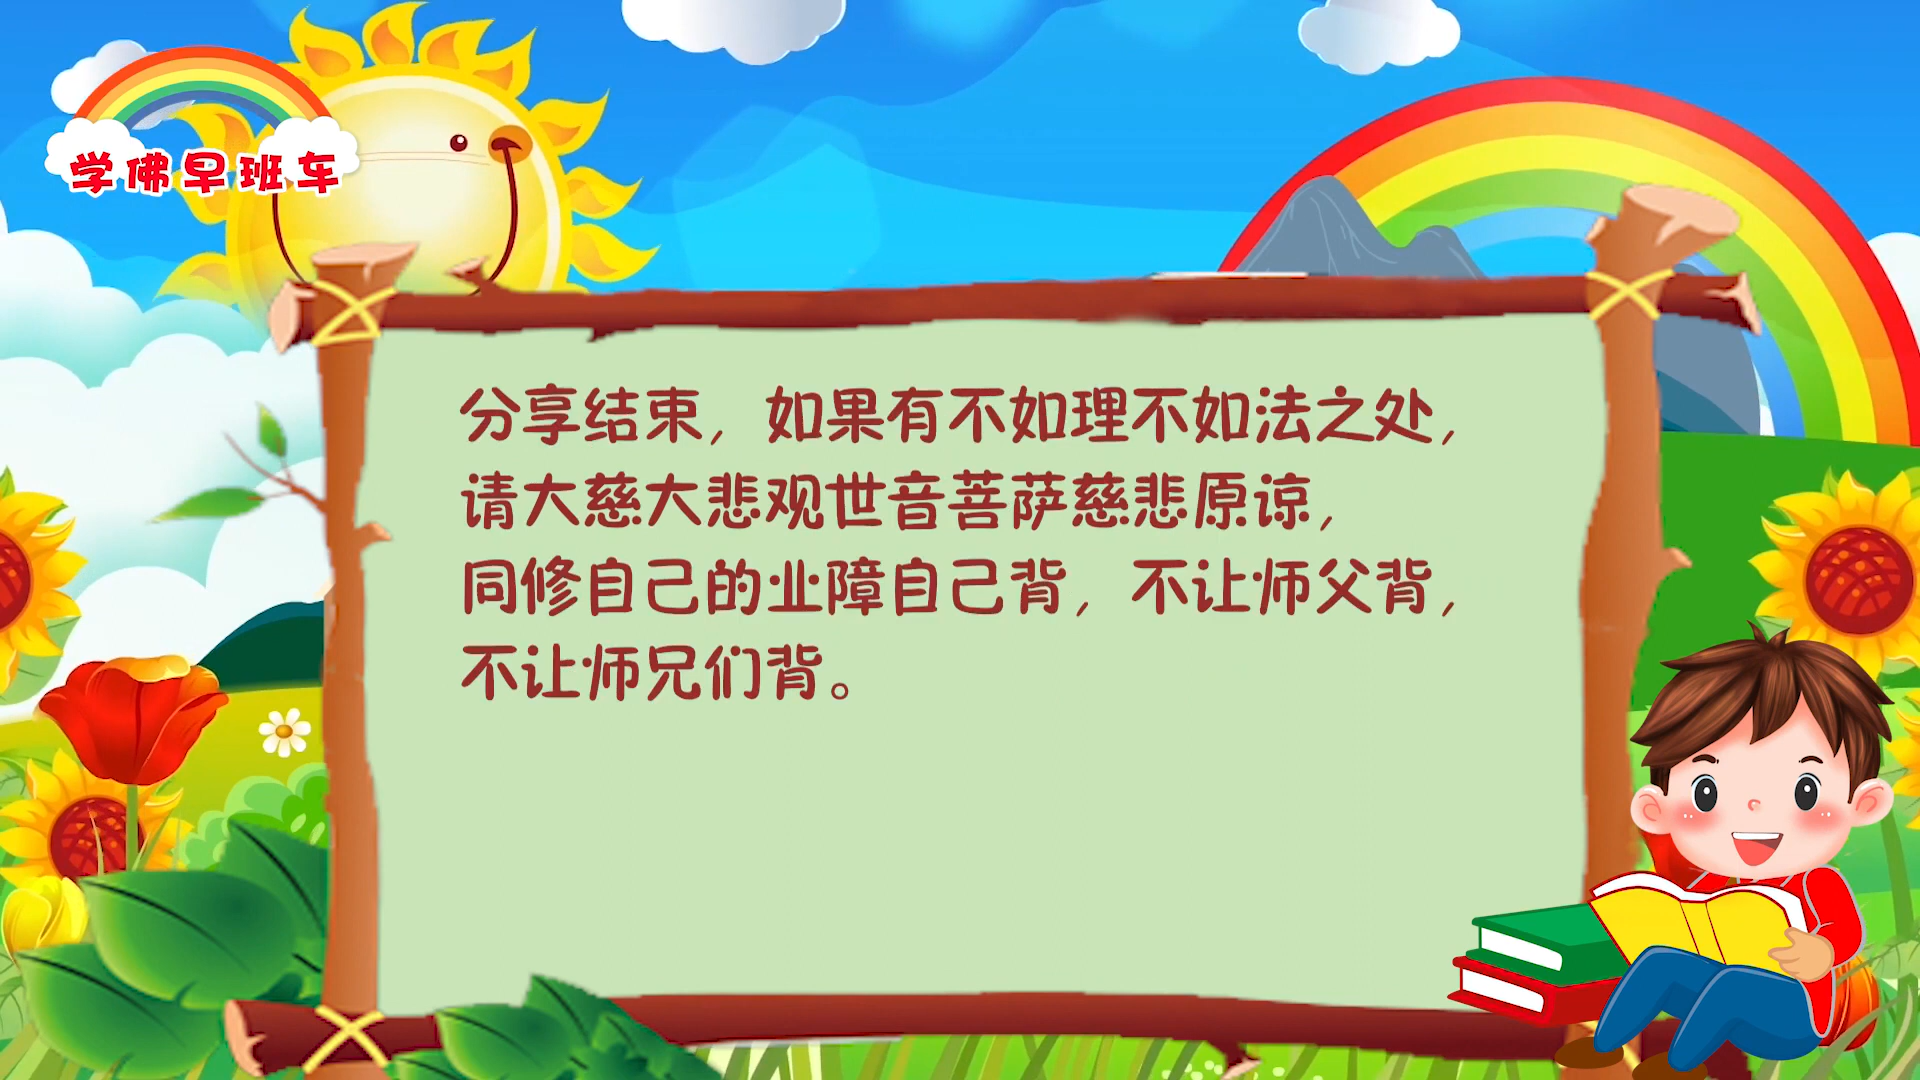 学佛早班车
分享结束，如果有不如理不如法之处，
请大慈大悲观世音菩萨慈悲原谅，
同修自己的业障自己背，不让师父背，
不让师兄们背。